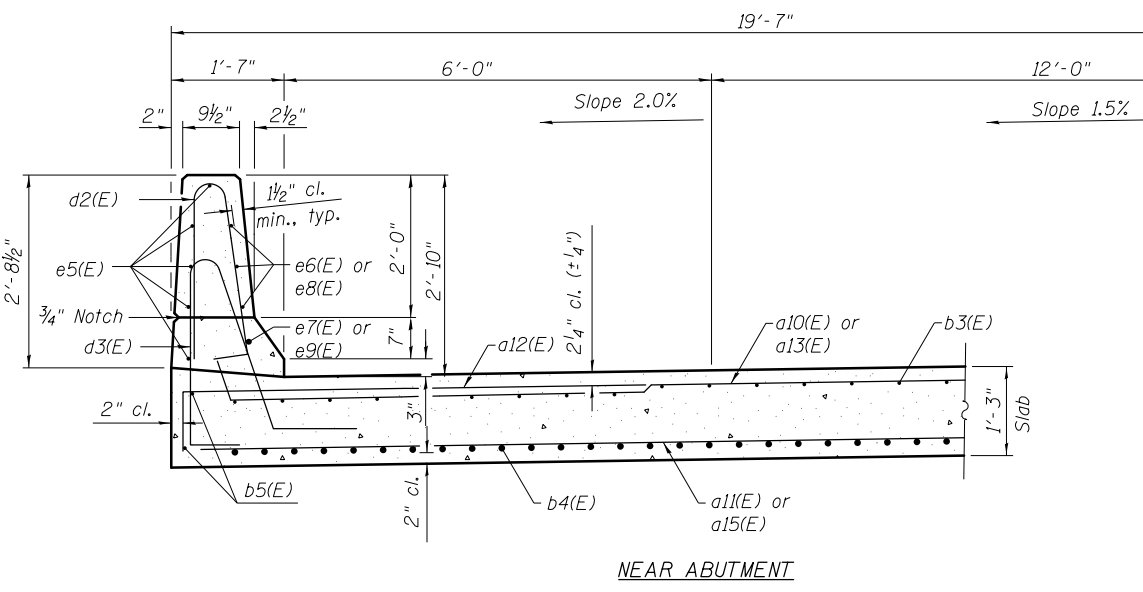 19'-7"
1'-7"
6'-0"
12'-0"
Slope 2.0%
Slope 1.5%
2"
9½"
2½"
d2(E)
1½" cl.
min., typ.
2'-8½"
e5(E)
e6(E) or
e8(E)
2'-0"
2'-10"
2¼" cl. (±¼")
¾" Notch
e7(E) or
e9(E)
7"
d3(E)
a12(E)
a10(E) or
a13(E)
b3(E)
2" cl.
3"
1'-3"
Slab
b5(E)
2" cl.
b4(E)
a11(E) or
a15(E)
NEAR ABUTMENT